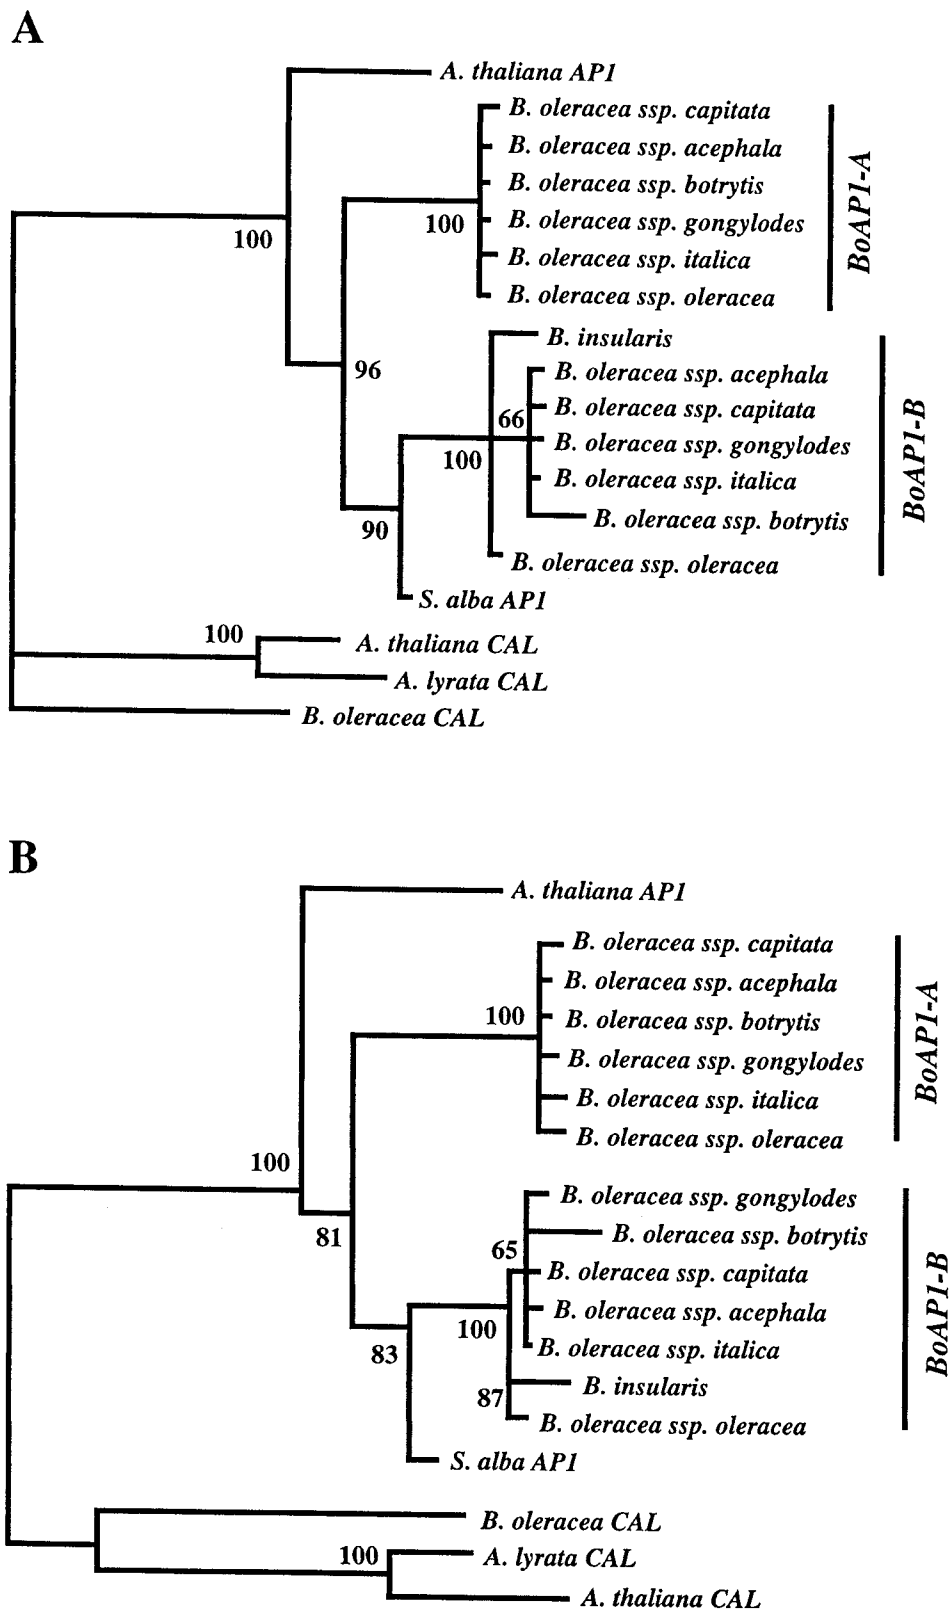 A
A. thaliana AP1
B. oleracea ssp. capitata
B. oleracea ssp. acephala
B. oleracea ssp. botrytis
B. oleracea ssp. gongylodes
B. oleracea ssp. italica
B. oleracea ssp. oleracea
BoAP1-A
100
100
B. insularis
B. oleracea ssp. acephala
B. oleracea ssp. capitata
B. oleracea ssp. gongylodes
B. oleracea ssp. italica
B. oleracea ssp. botrytis
B. oleracea ssp. oleracea
BoAP1-B
96
66
100
90
S. alba AP1
100
A. thaliana CAL
A. lyrata CAL
B. oleracea CAL
B
A. thaliana AP1
B. oleracea ssp. capitata
B. oleracea ssp. acephala
B. oleracea ssp. botrytis
B. oleracea ssp. gongylodes
B. oleracea ssp. italica
B. oleracea ssp. oleracea
BoAP1-A
100
100
B. oleracea ssp. gongylodes
B. oleracea ssp. botrytis
B. oleracea ssp. capitata
B. oleracea ssp. acephala
B. oleracea ssp. italica
B. insularis
B. oleracea ssp. oleracea
BoAP1-B
81
65
100
83
87
S. alba AP1
B. oleracea CAL
100
A. lyrata CAL
A. thaliana CAL